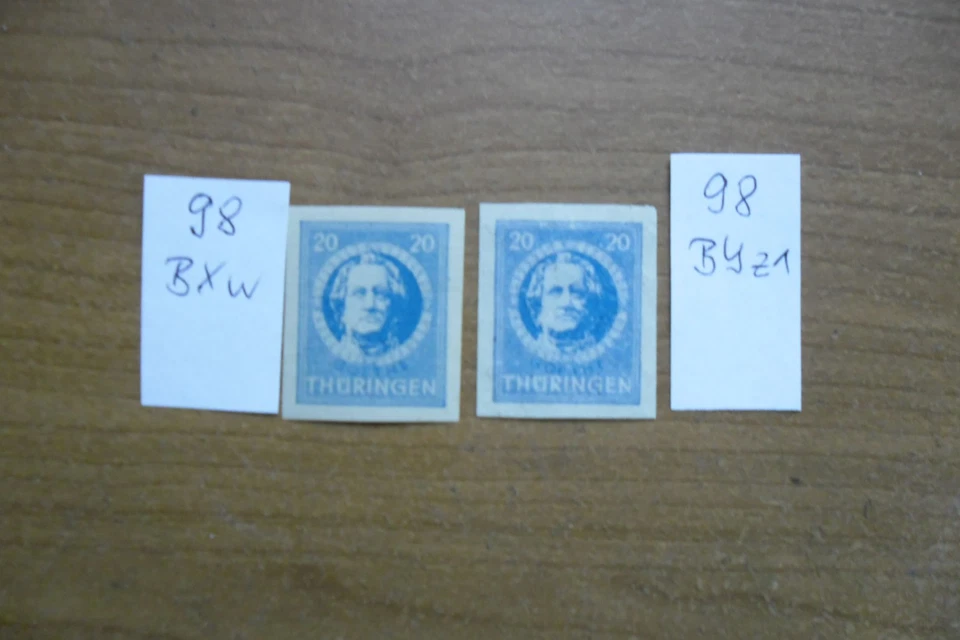 98
BXw
20 20
THÜRINGEN
20 20
THÜRINGEN
98
BYz1